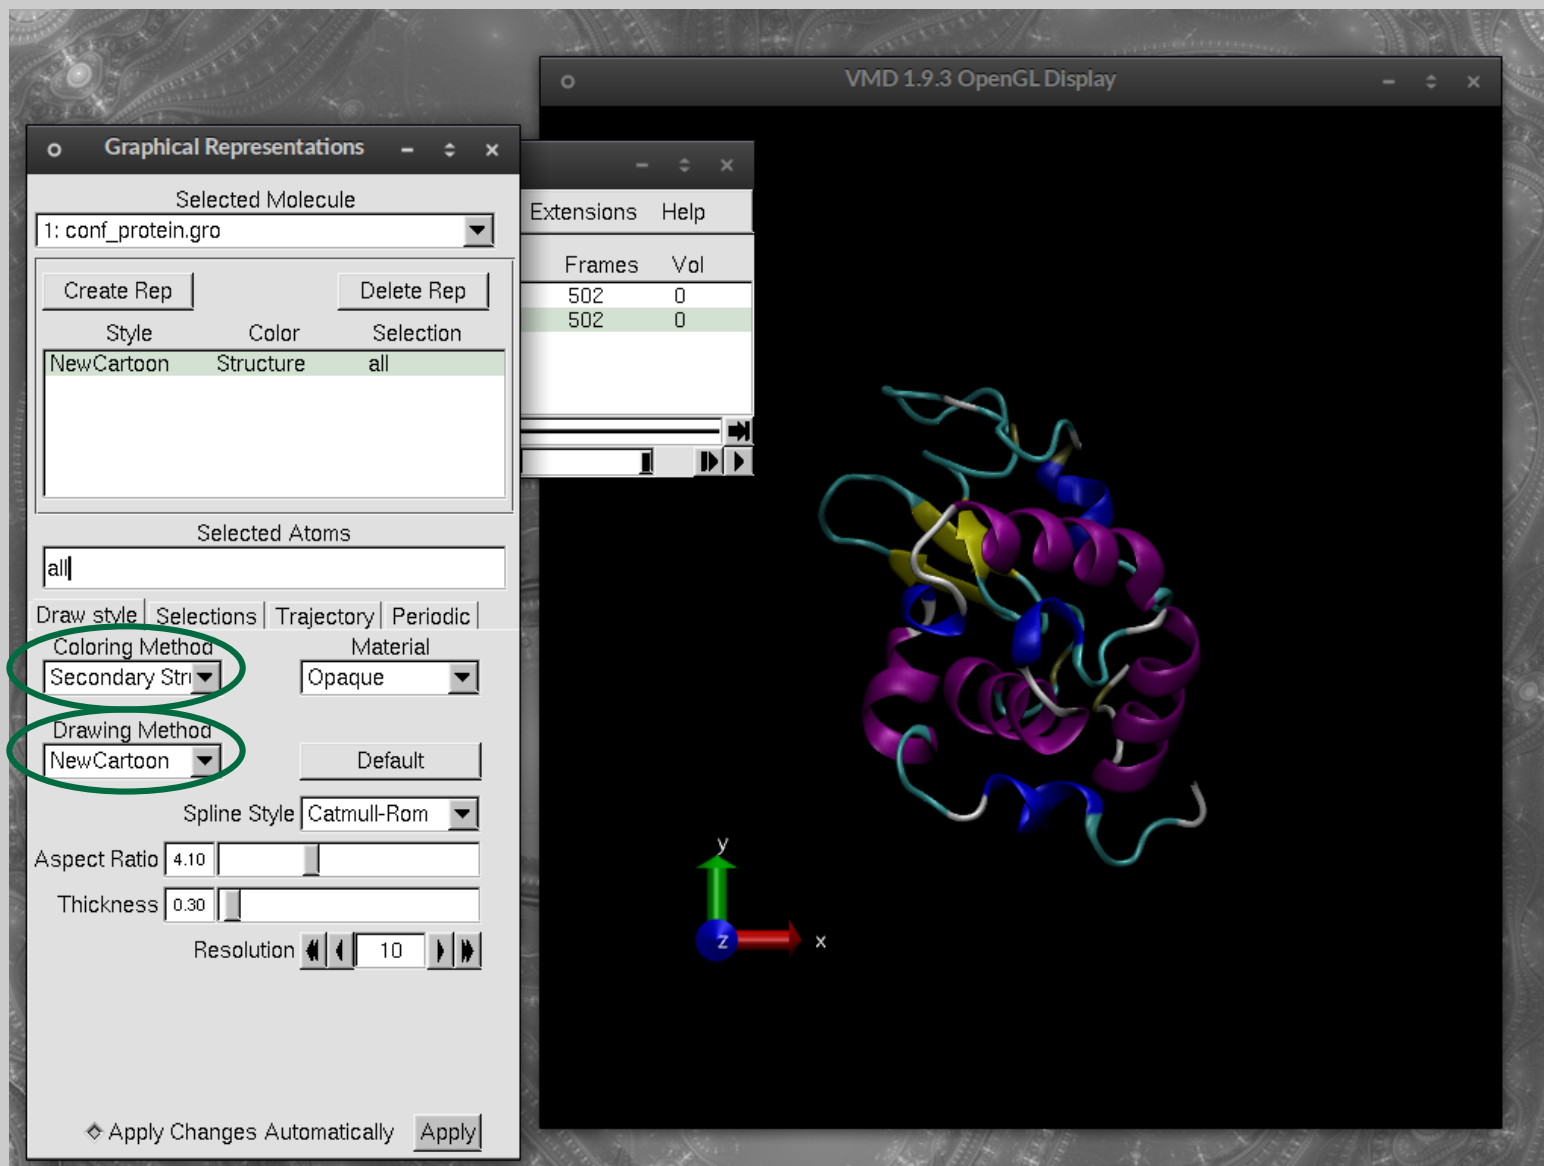 VMD 1.9.3 OpenGL Display
Graphical Representations
Selected Molecule
1: conf_protein.gro
Create Rep
Delete Rep
Style Color Selection
NewCartoon Structure all
Selected Atoms
all
Draw style Selections Trajectory Periodic
Coloring Method
Material
Secondary Stru
Opaque
Drawing Method
NewCartoon
Default
Spline Style Catmull-Rom
Aspect Ratio 4.10
Thickness 0.30
Resolution 10
Apply Changes Automatically
Apply
Extensions Help
Frames Vol
502 0
502 0
y
z
x